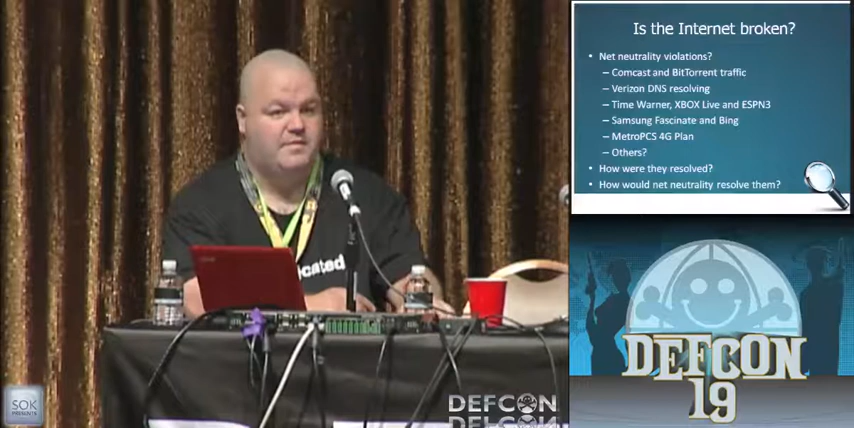 Is the Internet broken?
• Net neutrality violations?
– Comcast and BitTorrent traffic
– Verizon DNS resolving
– Time Warner, XBOX Live and ESPN3
– Samsung Fascinate and Bing
– MetroPCS 4G Plan
– Others?
• How were they resolved?
• How would net neutrality resolve them?
cated
DEFCON
19
SOK
PRESENTS
DEFCON